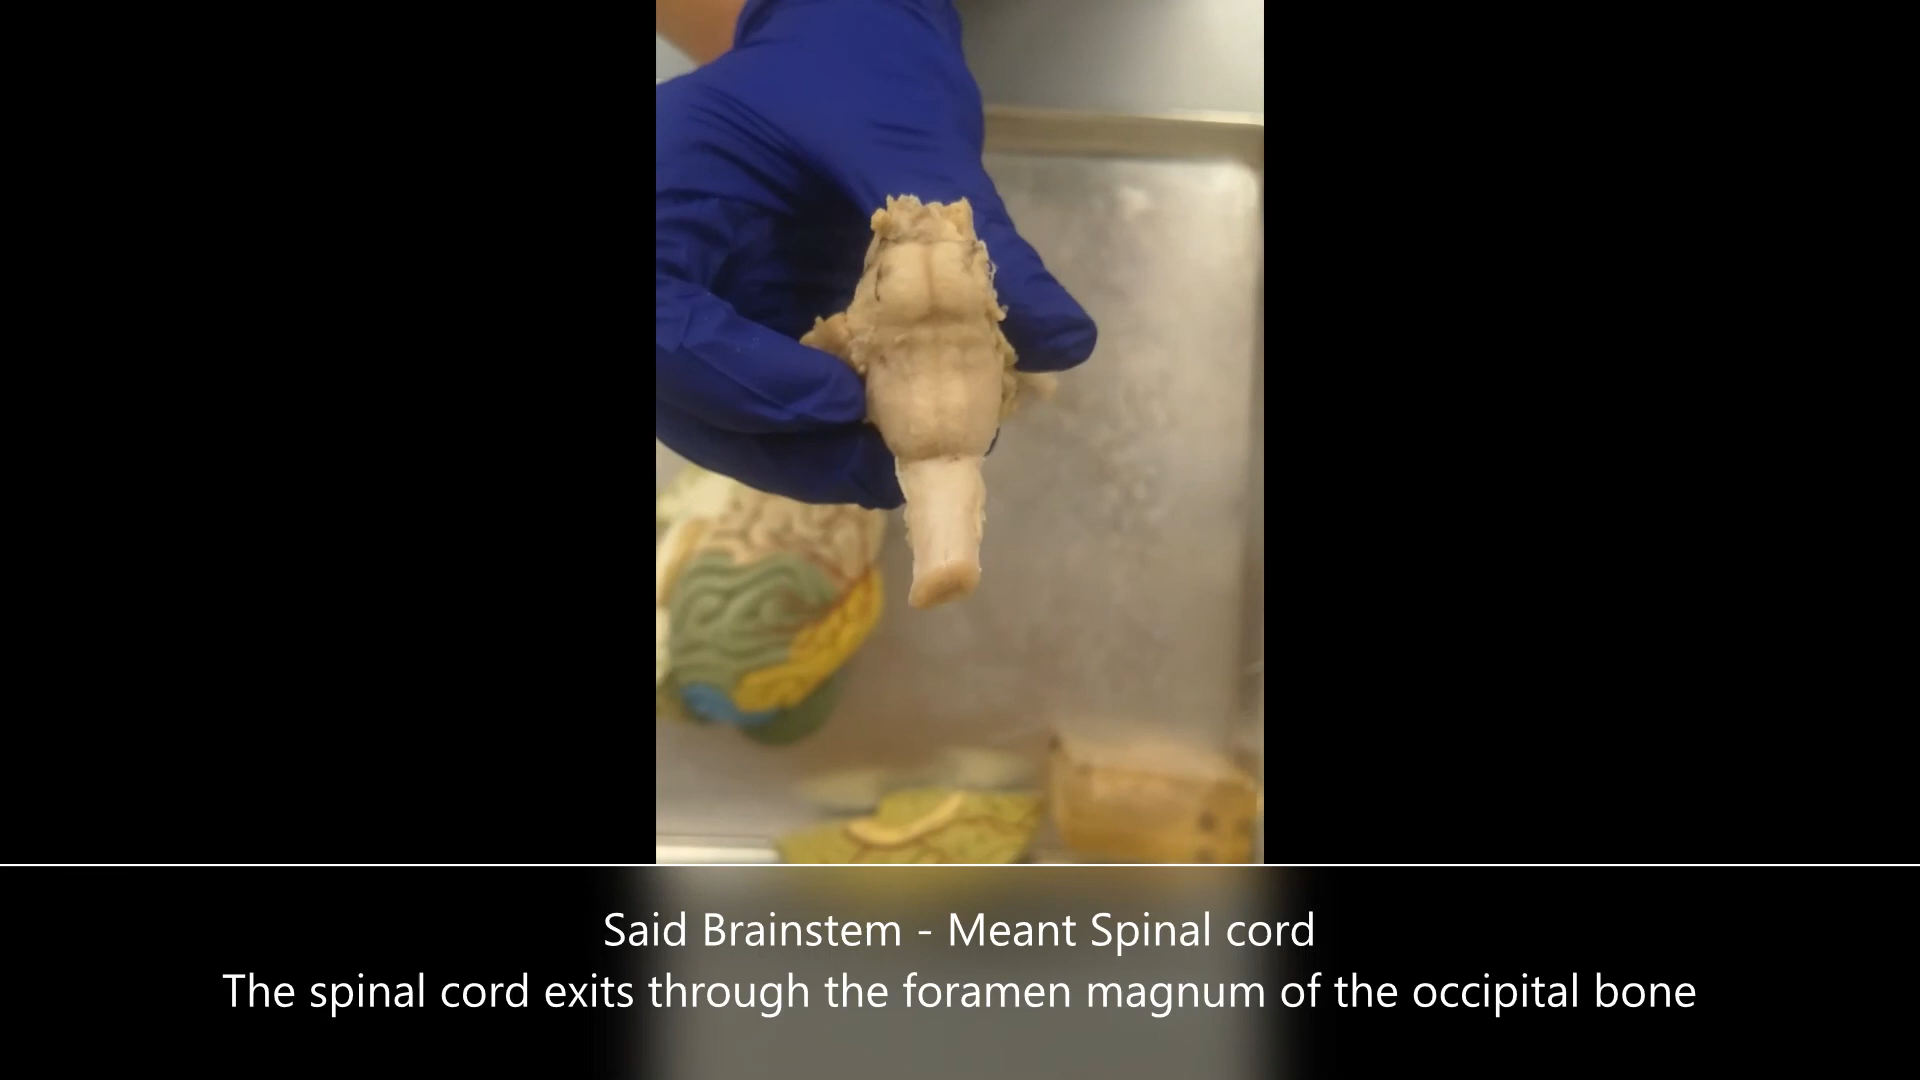 Said Brainstem - Meant Spinal cord
The spinal cord exits through the foramen magnum of the occipital bone